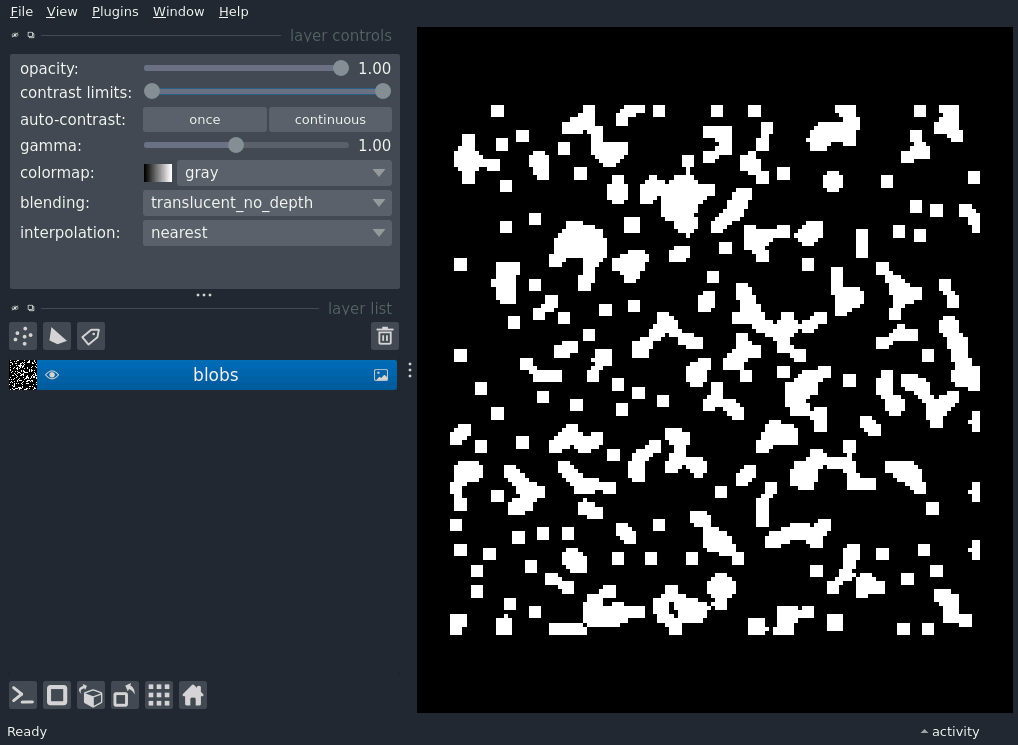 File View Plugins Window Help
layer controls
opacity: 1.00
contrast limits:
auto-contrast: once continuous
gamma: 1.00
colormap: gray
blending: translucent_no_depth
interpolation: nearest
layer list
blobs
Ready activity